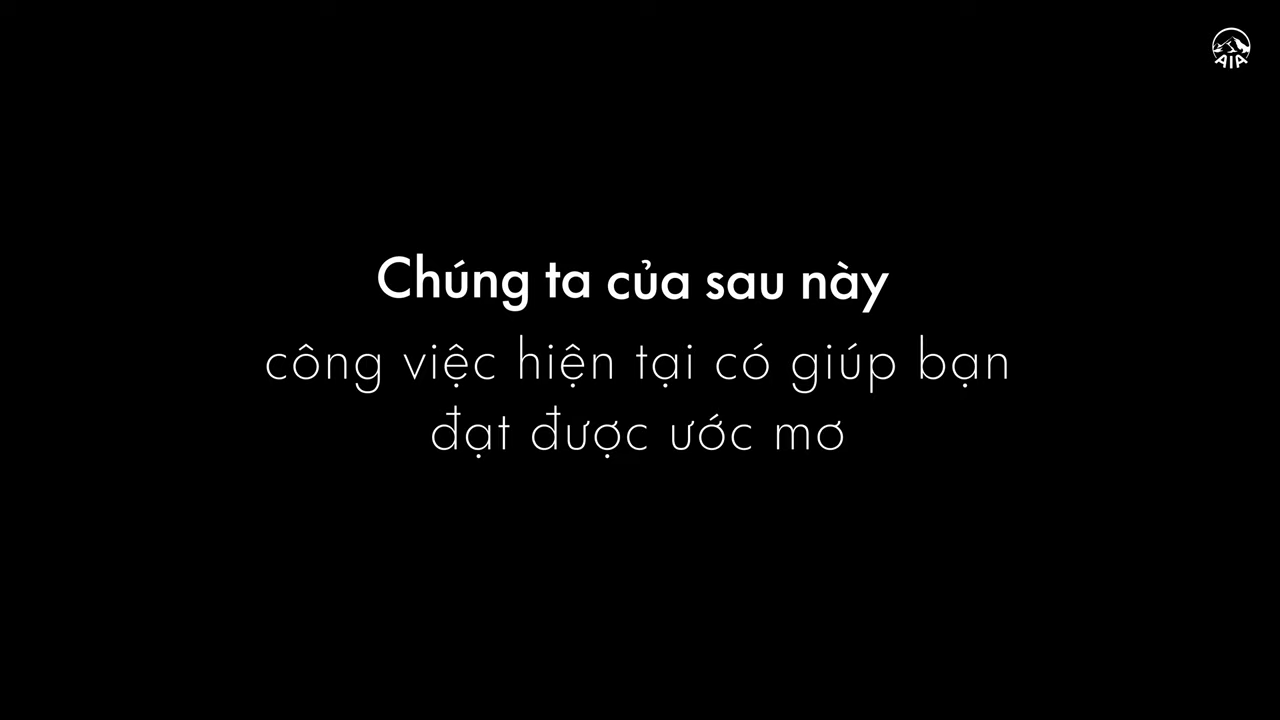 AIA
Chúng ta của sau này
công việc hiện tại có giúp bạn
đạt được ước mơ